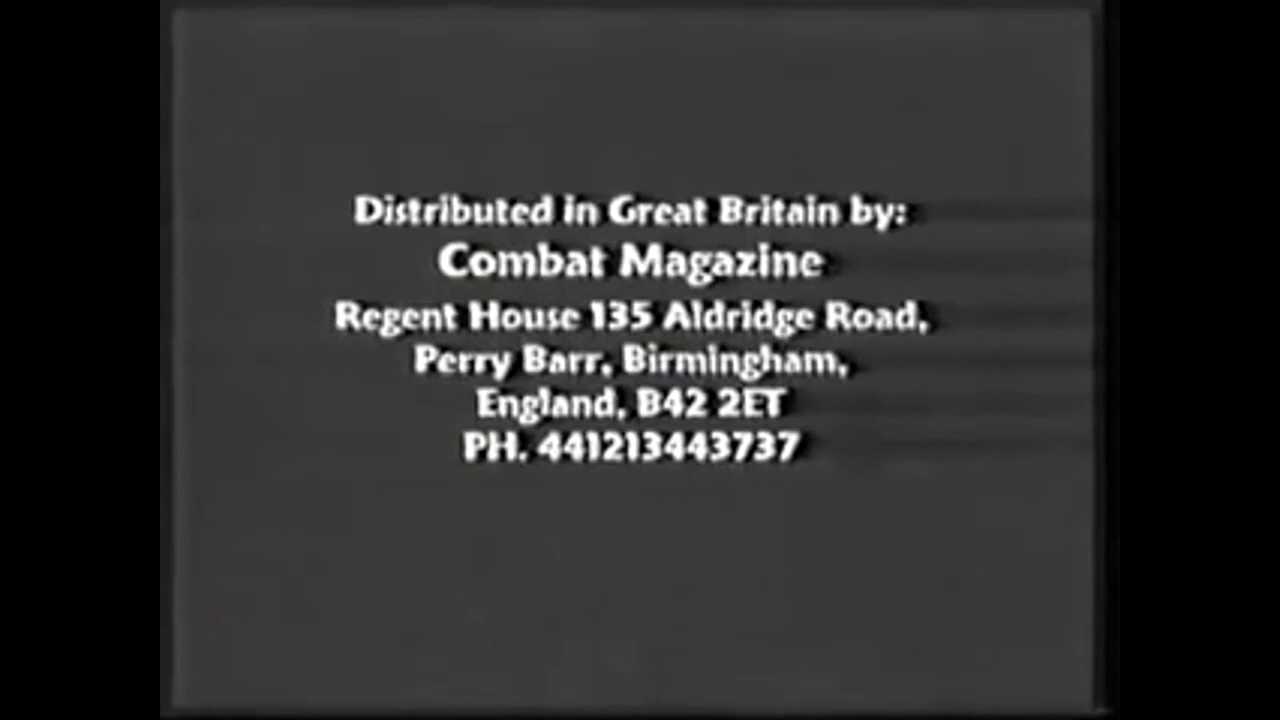 Distributed in Great Britain by:
Combat Magazine
Regent House 135 Aldridge Road,
Perry Barr, Birmingham,
England, B42 2ET
PH. 441213443737